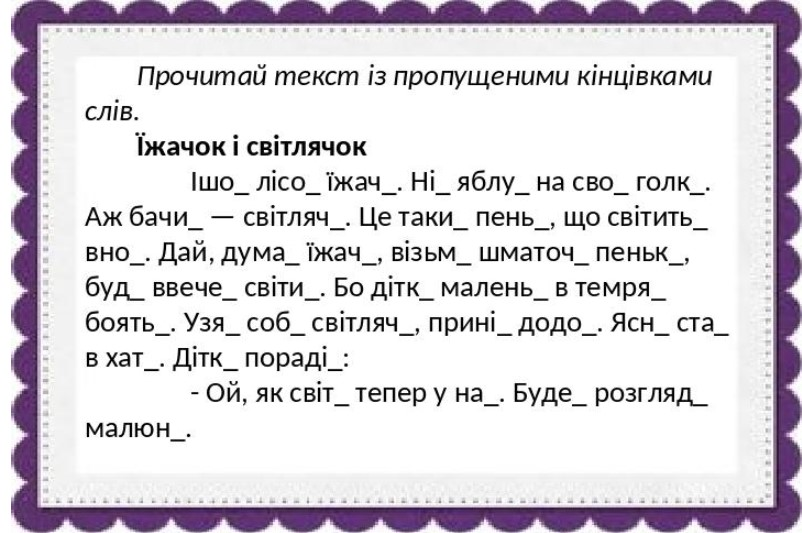 Прочитай текст із пропущеними кінцівками
слів.
Їжачок і світлячок
Ішо_ лісо_ їжач_. Ні_ яблу_ на сво_ голк_.
Аж бачи_ — світляч_. Це таки_ пень_, що світить_
вно_. Дай, дума_ їжач_, візьм_ шматоч_ пеньк_,
буд_ ввече_ світи_. Бо дітк_ малень_ в темря_
боять_. Узя_ соб_ світляч_, прині_ додо_. Ясн_ ста_
в хат_. Дітк_ пораді_:
- Ой, як світ_ тепер у на_. Буде_ розгляд_
малюн_.